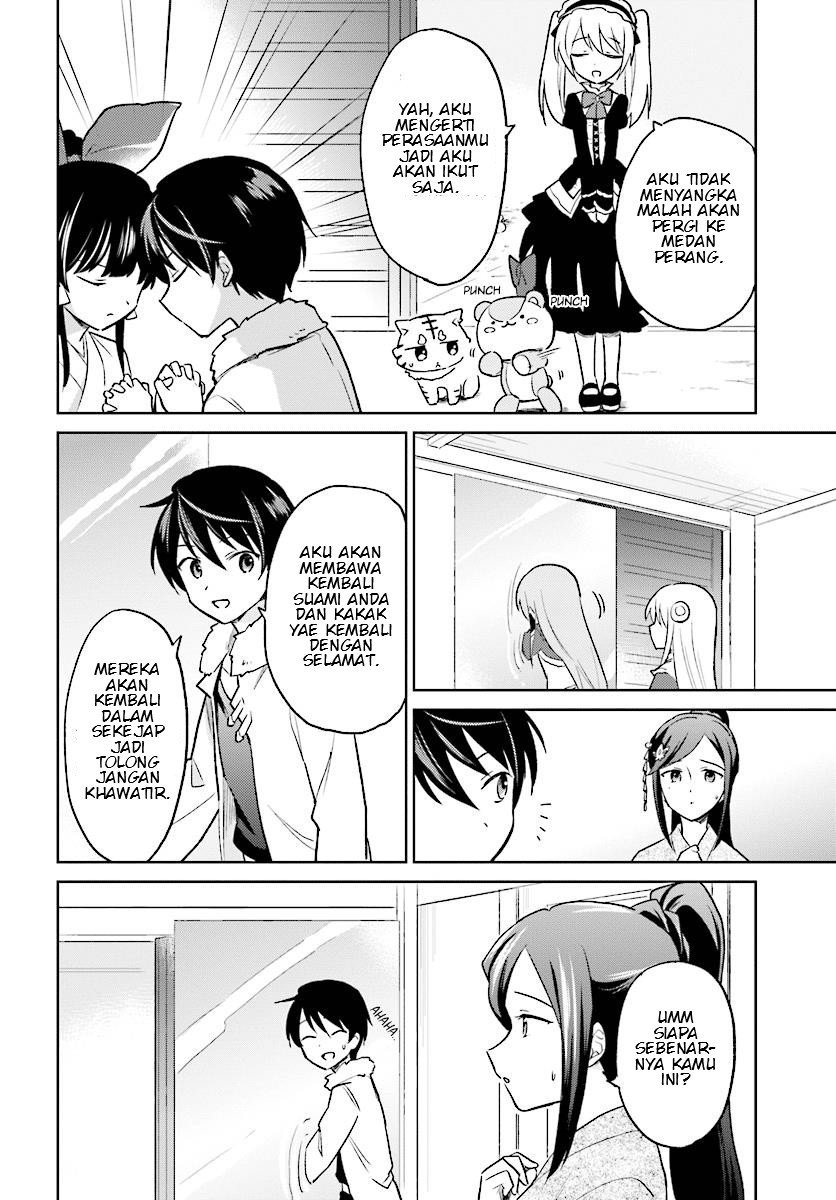 AKU TIDAK
MENYANGKA
MALAH AKAN
PERGI KE
MEDAN
PERANG.
YAH, AKU
MENGERTI
PERASAANMU
JADI AKU
AKAN IKUT
SAJA.
PUNCH
PUNCH
AKU AKAN
MEMBAWA
KEMBALI
SUAMI ANDA
DAN KAKAK
YAE KEMBALI
DENGAN
SELAMAT.
MEREKA
AKAN
KEMBALI
DALAM
SEKEJAP
JADI
TOLONG
JANGAN
KHAWATIR.
UMM
SIAPA
SEBENAR-
NYA KAMU
INI?
AHAHA..